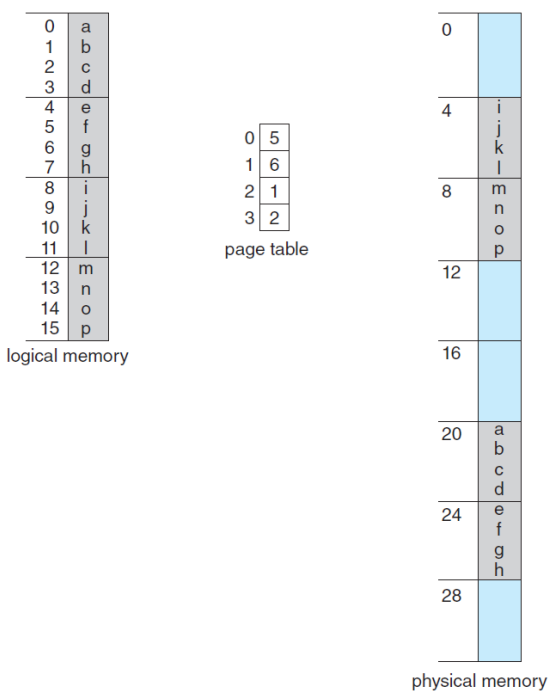 0 a
1 b
2 c
3 d
4 e
5 f
6 g
7 h
8 i
9 j
10 k
11 l
12 m
13 n
14 o
15 p
logical memory
0 5
1 6
2 1
3 2
page table
0
4 i
j
k
l
8 m
n
o
p
12
16
20 a
b
c
d
24 e
f
g
h
28
physical memory